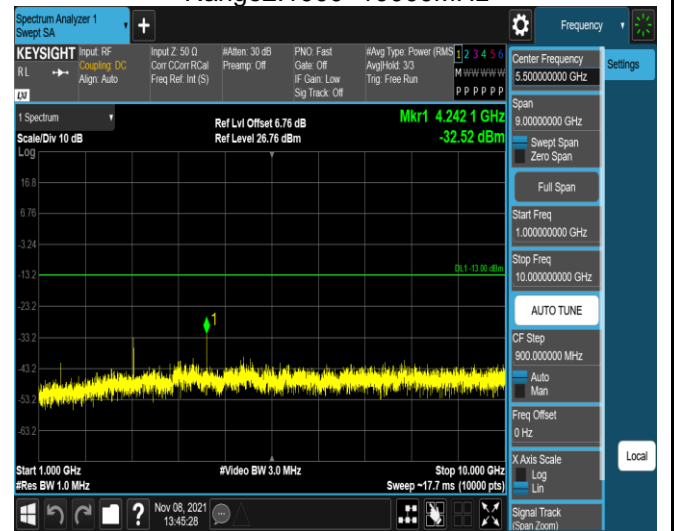 Spectrum Analyzer 1
Swept SA
Frequency
KEYSIGHT
R L
LXI
Input: RF
Coupling: DC
Align: Auto
Input Z: 50 Ω
Corr CCorr RCal
Freq Ref: Int (S)
#Atten: 30 dB
Preamp: Off
PNO: Fast
Gate: Off
IF Gain: Low
Sig Track: Off
#Avg Type: Power (RMS
Avg|Hold: 3/3
Trig: Free Run
1 2 3 4 5 6
M W W W W W
P P P P P P
1 Spectrum
Scale/Div 10 dB
Log
Ref Lvl Offset 6.76 dB
Ref Level 26.76 dBm
Mkr1 4.242 1 GHz
-32.52 dBm
16.8
6.76
-3.24
-13.2
DL1 -13.00 dBm
-23.2
1
-33.2
-43.2
-53.2
-63.2
Start 1.000 GHz
#Res BW 1.0 MHz
#Video BW 3.0 MHz
Stop 10.000 GHz
Sweep ~17.7 ms (10000 pts)
Nov 08, 2021
13:45:28
Center Frequency
5.500000000 GHz
Settings
Span
9.00000000 GHz
Swept Span
Zero Span
Full Span
Start Freq
1.000000000 GHz
Stop Freq
10.000000000 GHz
AUTO TUNE
CF Step
900.000000 MHz
Auto
Man
Freq Offset
0 Hz
X Axis Scale
Log
Lin
Local
Signal Track
(Span Zoom)